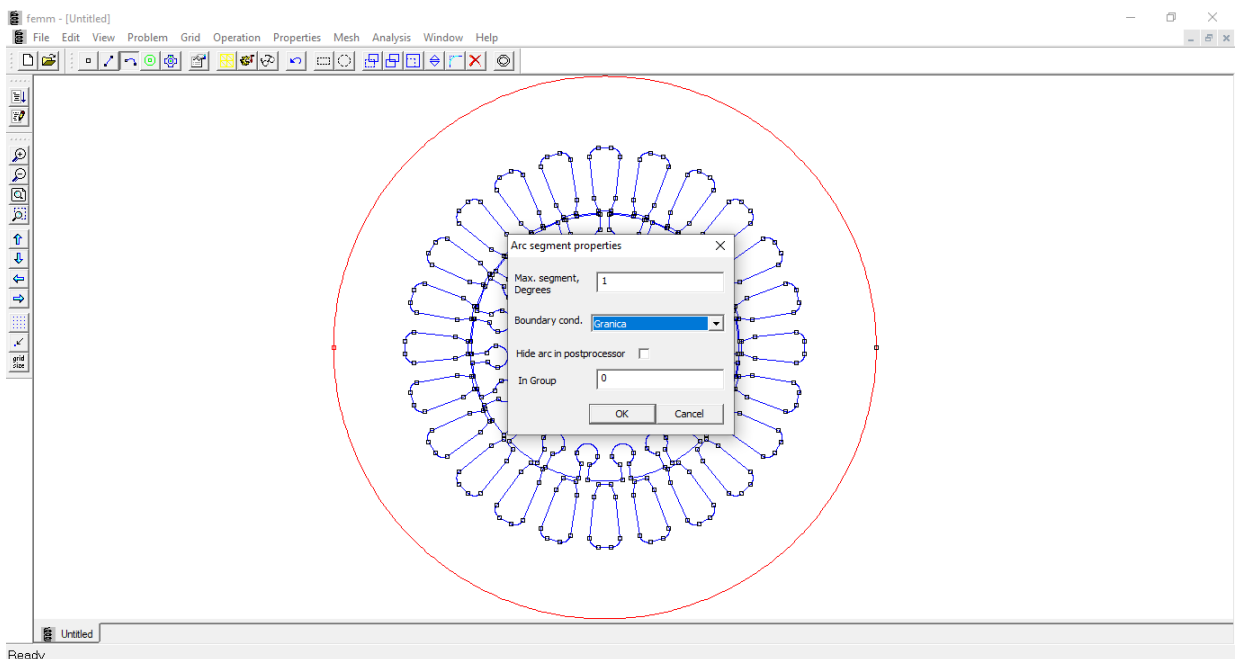 femm - [Untitled]
File Edit View Problem Grid Operation Properties Mesh Analysis Window Help
Arc segment properties
Max. segment,
Degrees
1
Boundary cond.
Granica
Hide arc in postprocessor
In Group
0
OK Cancel
grid
size
Untitled
Ready